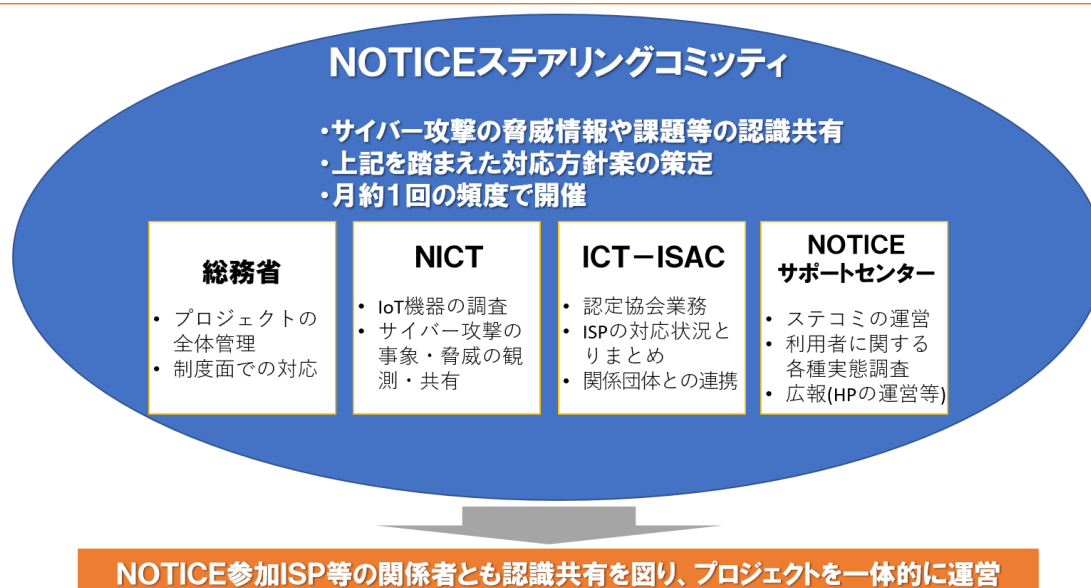 NOTICEステアリングコミッティ
・サイバー攻撃の脅威情報や課題等の認識共有
・上記を踏まえた対応方針案の策定
・月約1回の頻度で開催
総務省
• プロジェクトの
全体管理
• 制度面での対応
NICT
• IoT機器の調査
• サイバー攻撃の
事象・脅威の観
測・共有
ICT－ISAC
• 認定協会業務
• ISPの対応状況と
りまとめ
• 関係団体との連携
NOTICE
サポートセンター
• ステコミの運営
• 利用者に関する
各種実態調査
• 広報(HPの運営等)
NOTICE参加ISP等の関係者とも認識共有を図り、プロジェクトを一体的に運営